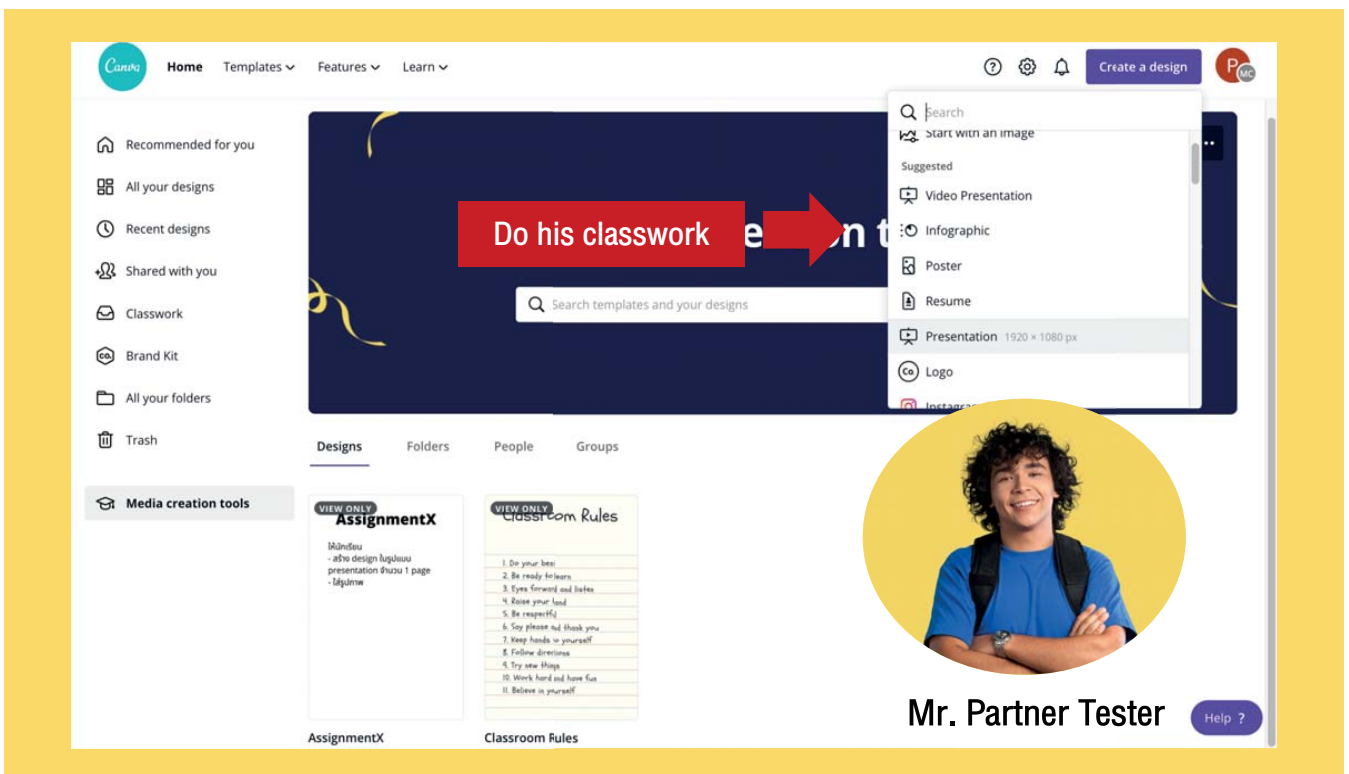 Canva
Home
Templates
Features
Learn
Create a design
P
MC
Search
Start with an image
Suggested
Video Presentation
Infographic
Poster
Resume
Presentation 1920 × 1080 px
Logo
Recommended for you
All your designs
Recent designs
Shared with you
Classwork
Brand Kit
All your folders
Trash
Media creation tools
Do his classwork
Search templates and your designs
Designs
Folders
People
Groups
VIEW ONLY
AssignmentX
ให้นักเรียน
- สร้าง design ในรูปแบบ
presentation จำนวน 1 page
- ใส่รูปภาพ
AssignmentX
VIEW ONLY
Classroom Rules
1. Do your best
2. Be ready to learn
3. Eyes forward and listen
4. Raise your hand
5. Be respectful
6. Say please and thank you
7. Keep hands to yourself
8. Follow directions
9. Try new things
10. Work hard and have fun
11. Believe in yourself
Classroom Rules
Mr. Partner Tester
Help ?